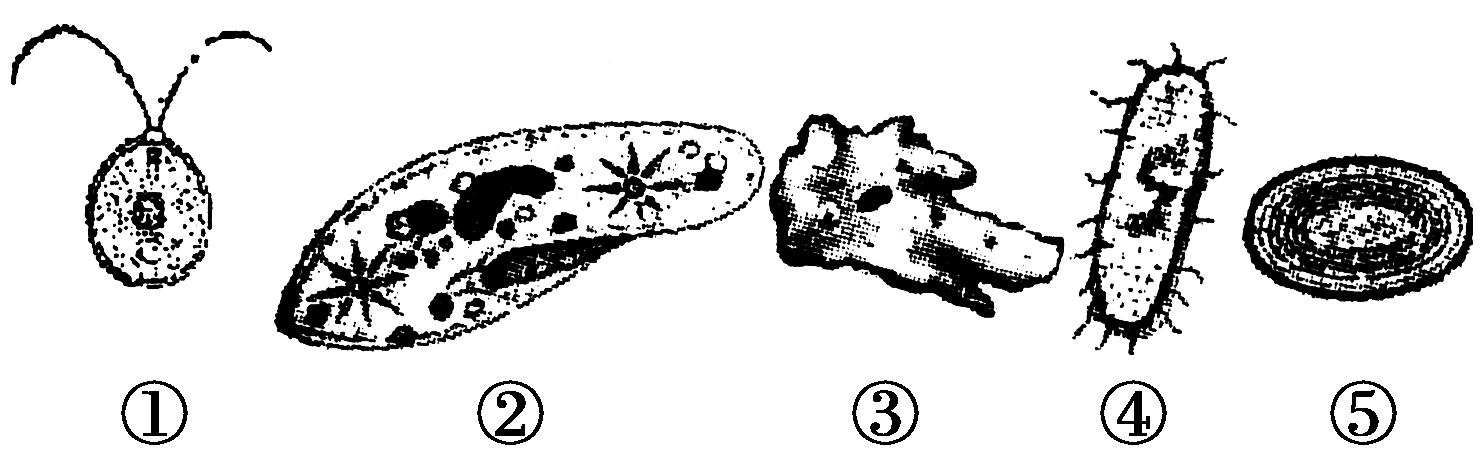 ① ② ③ ④ ⑤